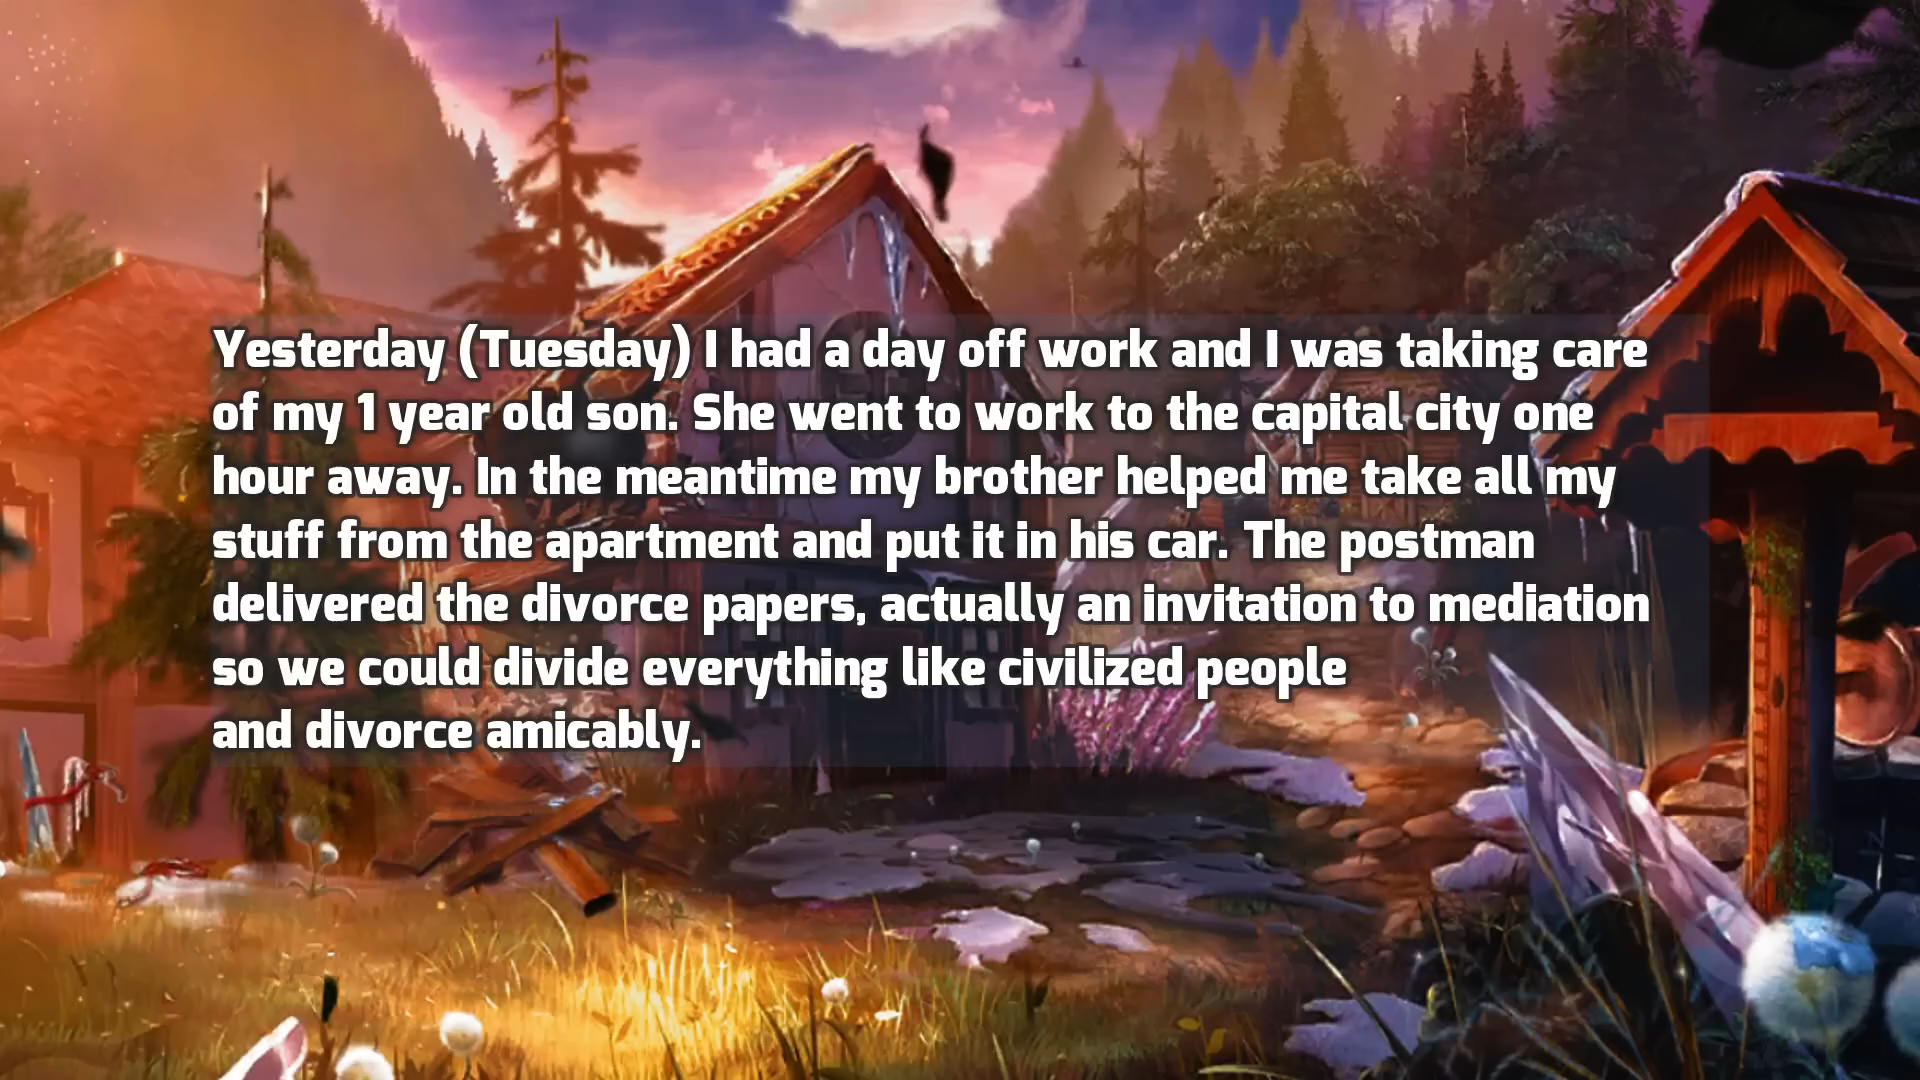 Yesterday (Tuesday) I had a day off work and I was taking care
of my 1 year old son. She went to work to the capital city one
hour away. In the meantime my brother helped me take all my
stuff from the apartment and put it in his car. The postman
delivered the divorce papers, actually an invitation to mediation
so we could divide everything like civilized people
and divorce amicably.